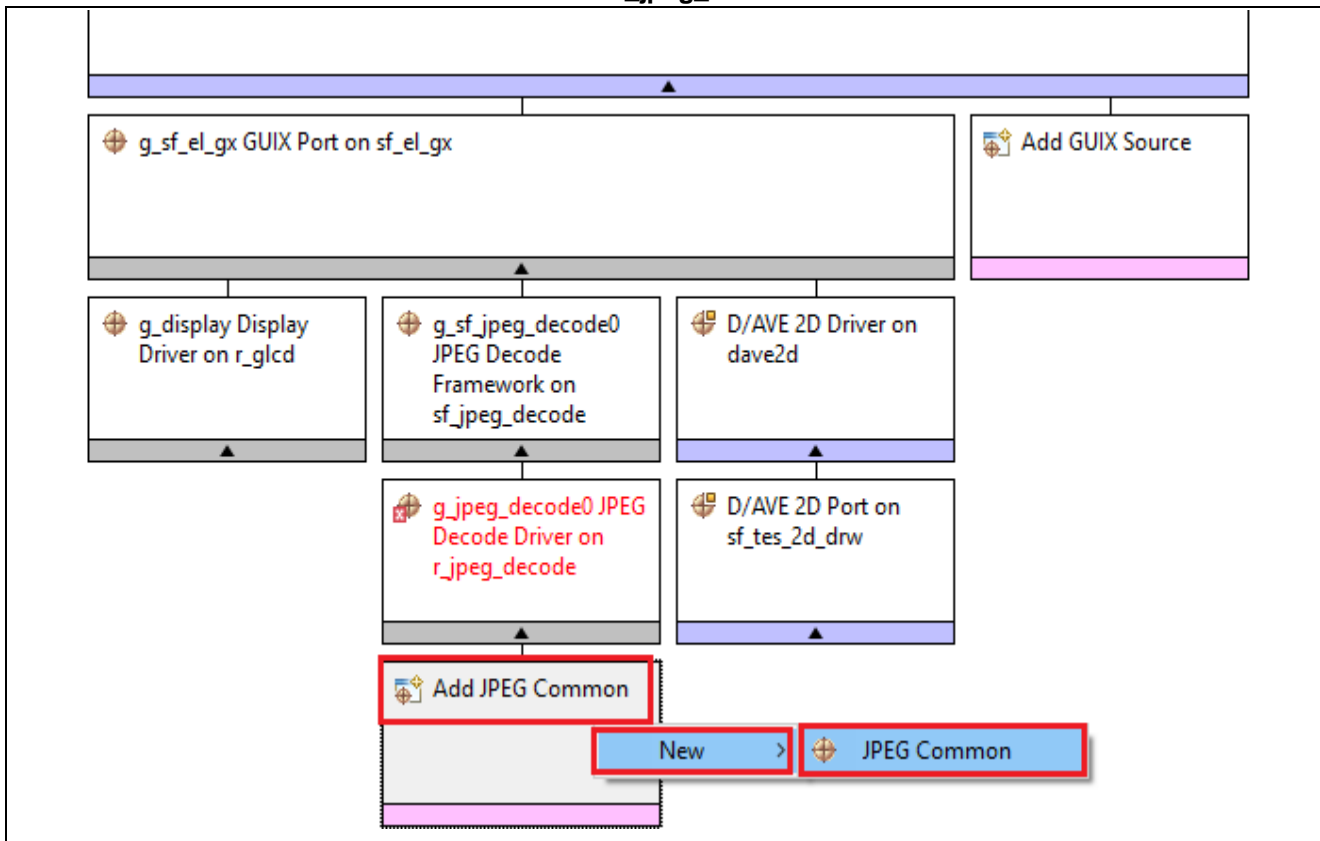 g_sf_el_gx GUIX Port on sf_el_gx
Add GUIX Source
g_display Display
Driver on r_glcd
g_sf_jpeg_decode0
JPEG Decode
Framework on
sf_jpeg_decode
D/AVE 2D Driver on
dave2d
g_jpeg_decode0 JPEG
Decode Driver on
r_jpeg_decode
D/AVE 2D Port on
sf_tes_2d_drw
Add JPEG Common
New >
JPEG Common